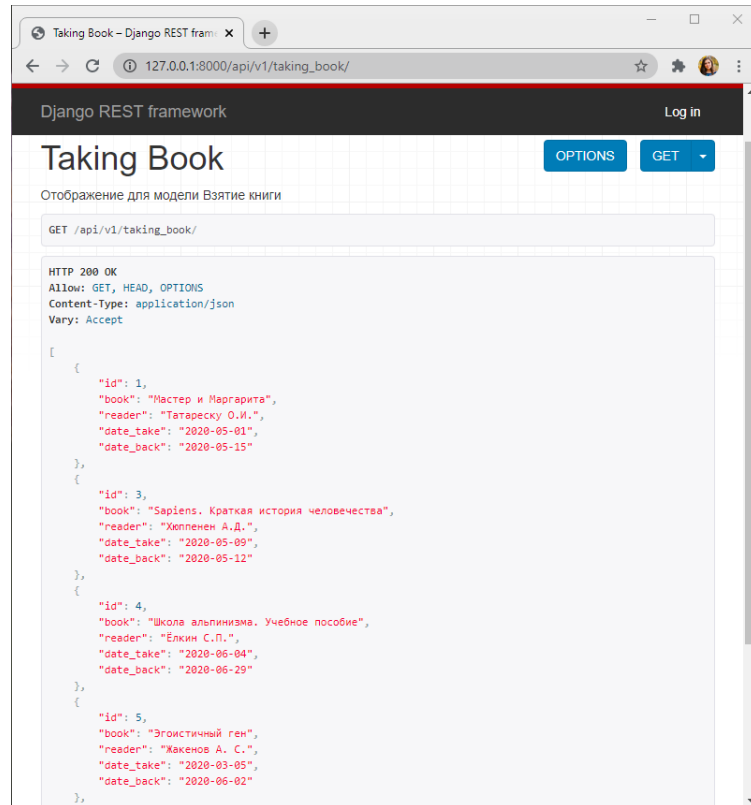 Taking Book – Django REST fram
127.0.0.1:8000/api/v1/taking_book/
Django REST framework
Log in
Taking Book
OPTIONS
GET
Отображение для модели Взятие книги
GET /api/v1/taking_book/
HTTP 200 OK
Allow: GET, HEAD, OPTIONS
Content-Type: application/json
Vary: Accept
[
{
"id": 1,
"book": "Мастер и Маргарита",
"reader": "Татареску О.И.",
"date_take": "2020-05-01",
"date_back": "2020-05-15"
},
{
"id": 3,
"book": "Sapiens. Краткая история человечества",
"reader": "Хюппенен А.Д.",
"date_take": "2020-05-09",
"date_back": "2020-05-12"
},
{
"id": 4,
"book": "Школа альпинизма. Учебное пособие",
"reader": "Ёлкин С.П.",
"date_take": "2020-06-04",
"date_back": "2020-06-29"
},
{
"id": 5,
"book": "Эгоистичный ген",
"reader": "Жакенов А. С.",
"date_take": "2020-03-05",
"date_back": "2020-06-02"
},